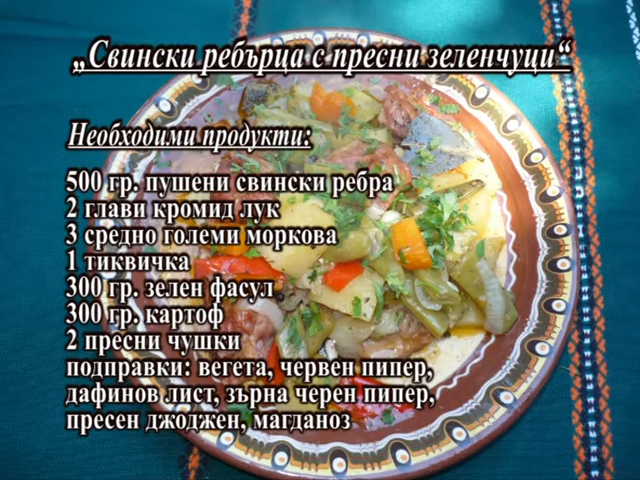 „Свински ребърца с пресни зеленчуци“
Необходими продукти:
500 гр. пушени свински ребра
2 глави кромид лук
3 средно големи моркова
1 тиквичка
300 гр. зелен фасул
300 гр. картоф
2 пресни чушки
подправки: вегета, червен пипер,
дафинов лист, зърна черен пипер,
пресен джоджен, магданоз